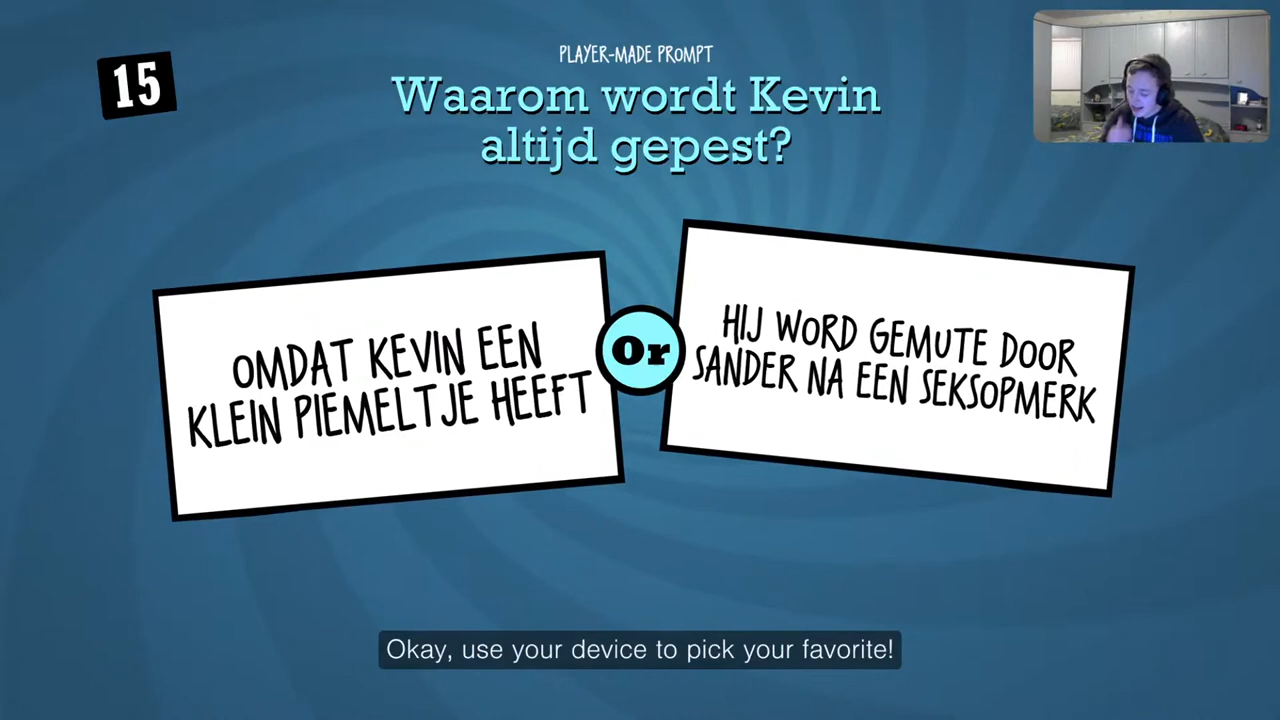 15
PLAYER-MADE PROMPT
Waarom wordt Kevin
altijd gepest?
OMDAT KEVIN EEN
KLEIN PIEMELTJE HEEFT
Or
HIJ WORD GEMUTE DOOR
SANDER NA EEN SEKSOPMERK
Okay, use your device to pick your favorite!